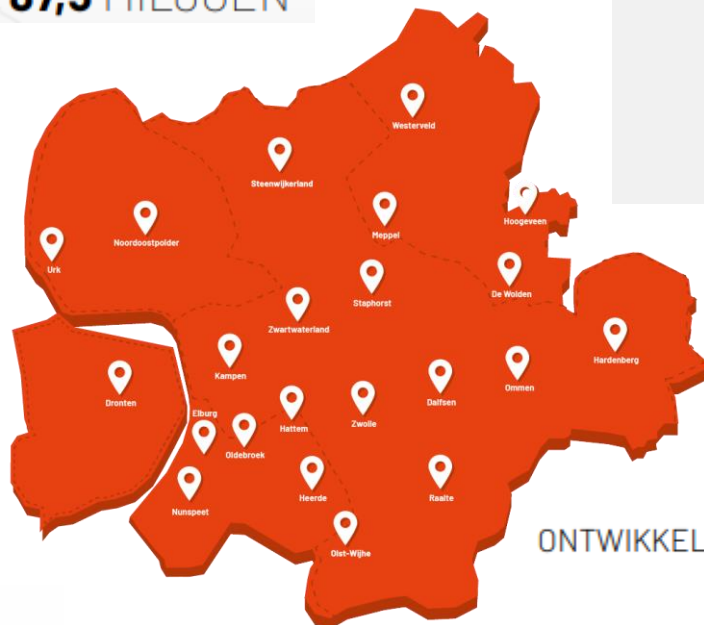 MILJOEN
Westerveld
Steenwijkerland
Hoogeveen
Meppel
Noordoostpolder
Urk
De Wolden
Staphorst
Zwartwaterland
Hardenberg
Kampen
Ommen
Dronten
Dalfsen
Elburg
Hattem
Zwolle
Oldebroek
Heerde
Raalte
Nunspeet
ONTWIKKEL
Olst-Wijhe